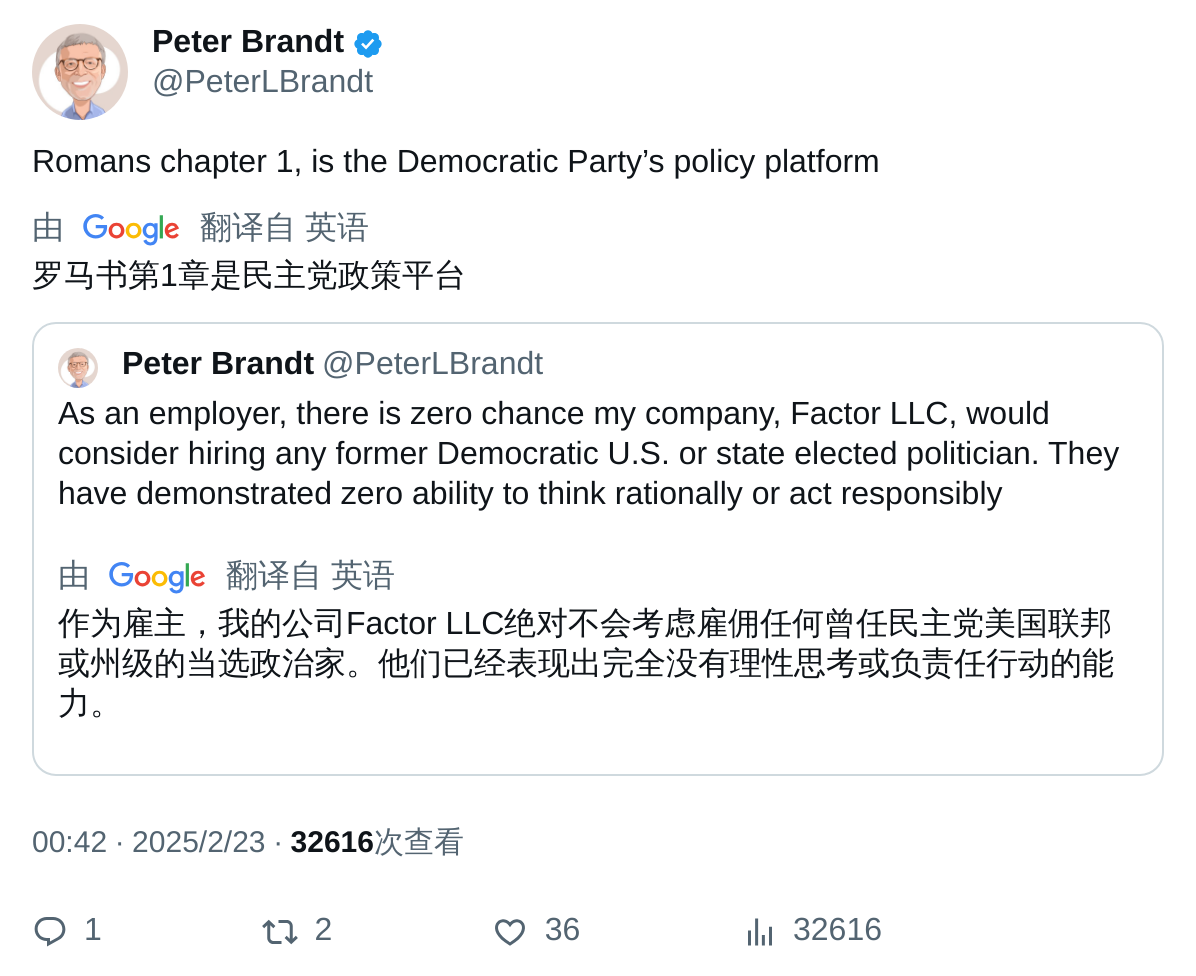 Peter Brandt
@PeterLBrandt
Romans chapter 1, is the Democratic Party’s policy platform
由 Google 翻译自 英语
罗马书第1章是民主党政策平台
Peter Brandt @PeterLBrandt
As an employer, there is zero chance my company, Factor LLC, would
consider hiring any former Democratic U.S. or state elected politician. They
have demonstrated zero ability to think rationally or act responsibly
由 Google 翻译自 英语
作为雇主，我的公司Factor LLC绝对不会考虑雇佣任何曾任民主党美国联邦
或州级的当选政治家。他们已经表现出完全没有理性思考或负责任行动的能
力。
00:42 · 2025/2/23 · 32616次查看
1 2 36 32616